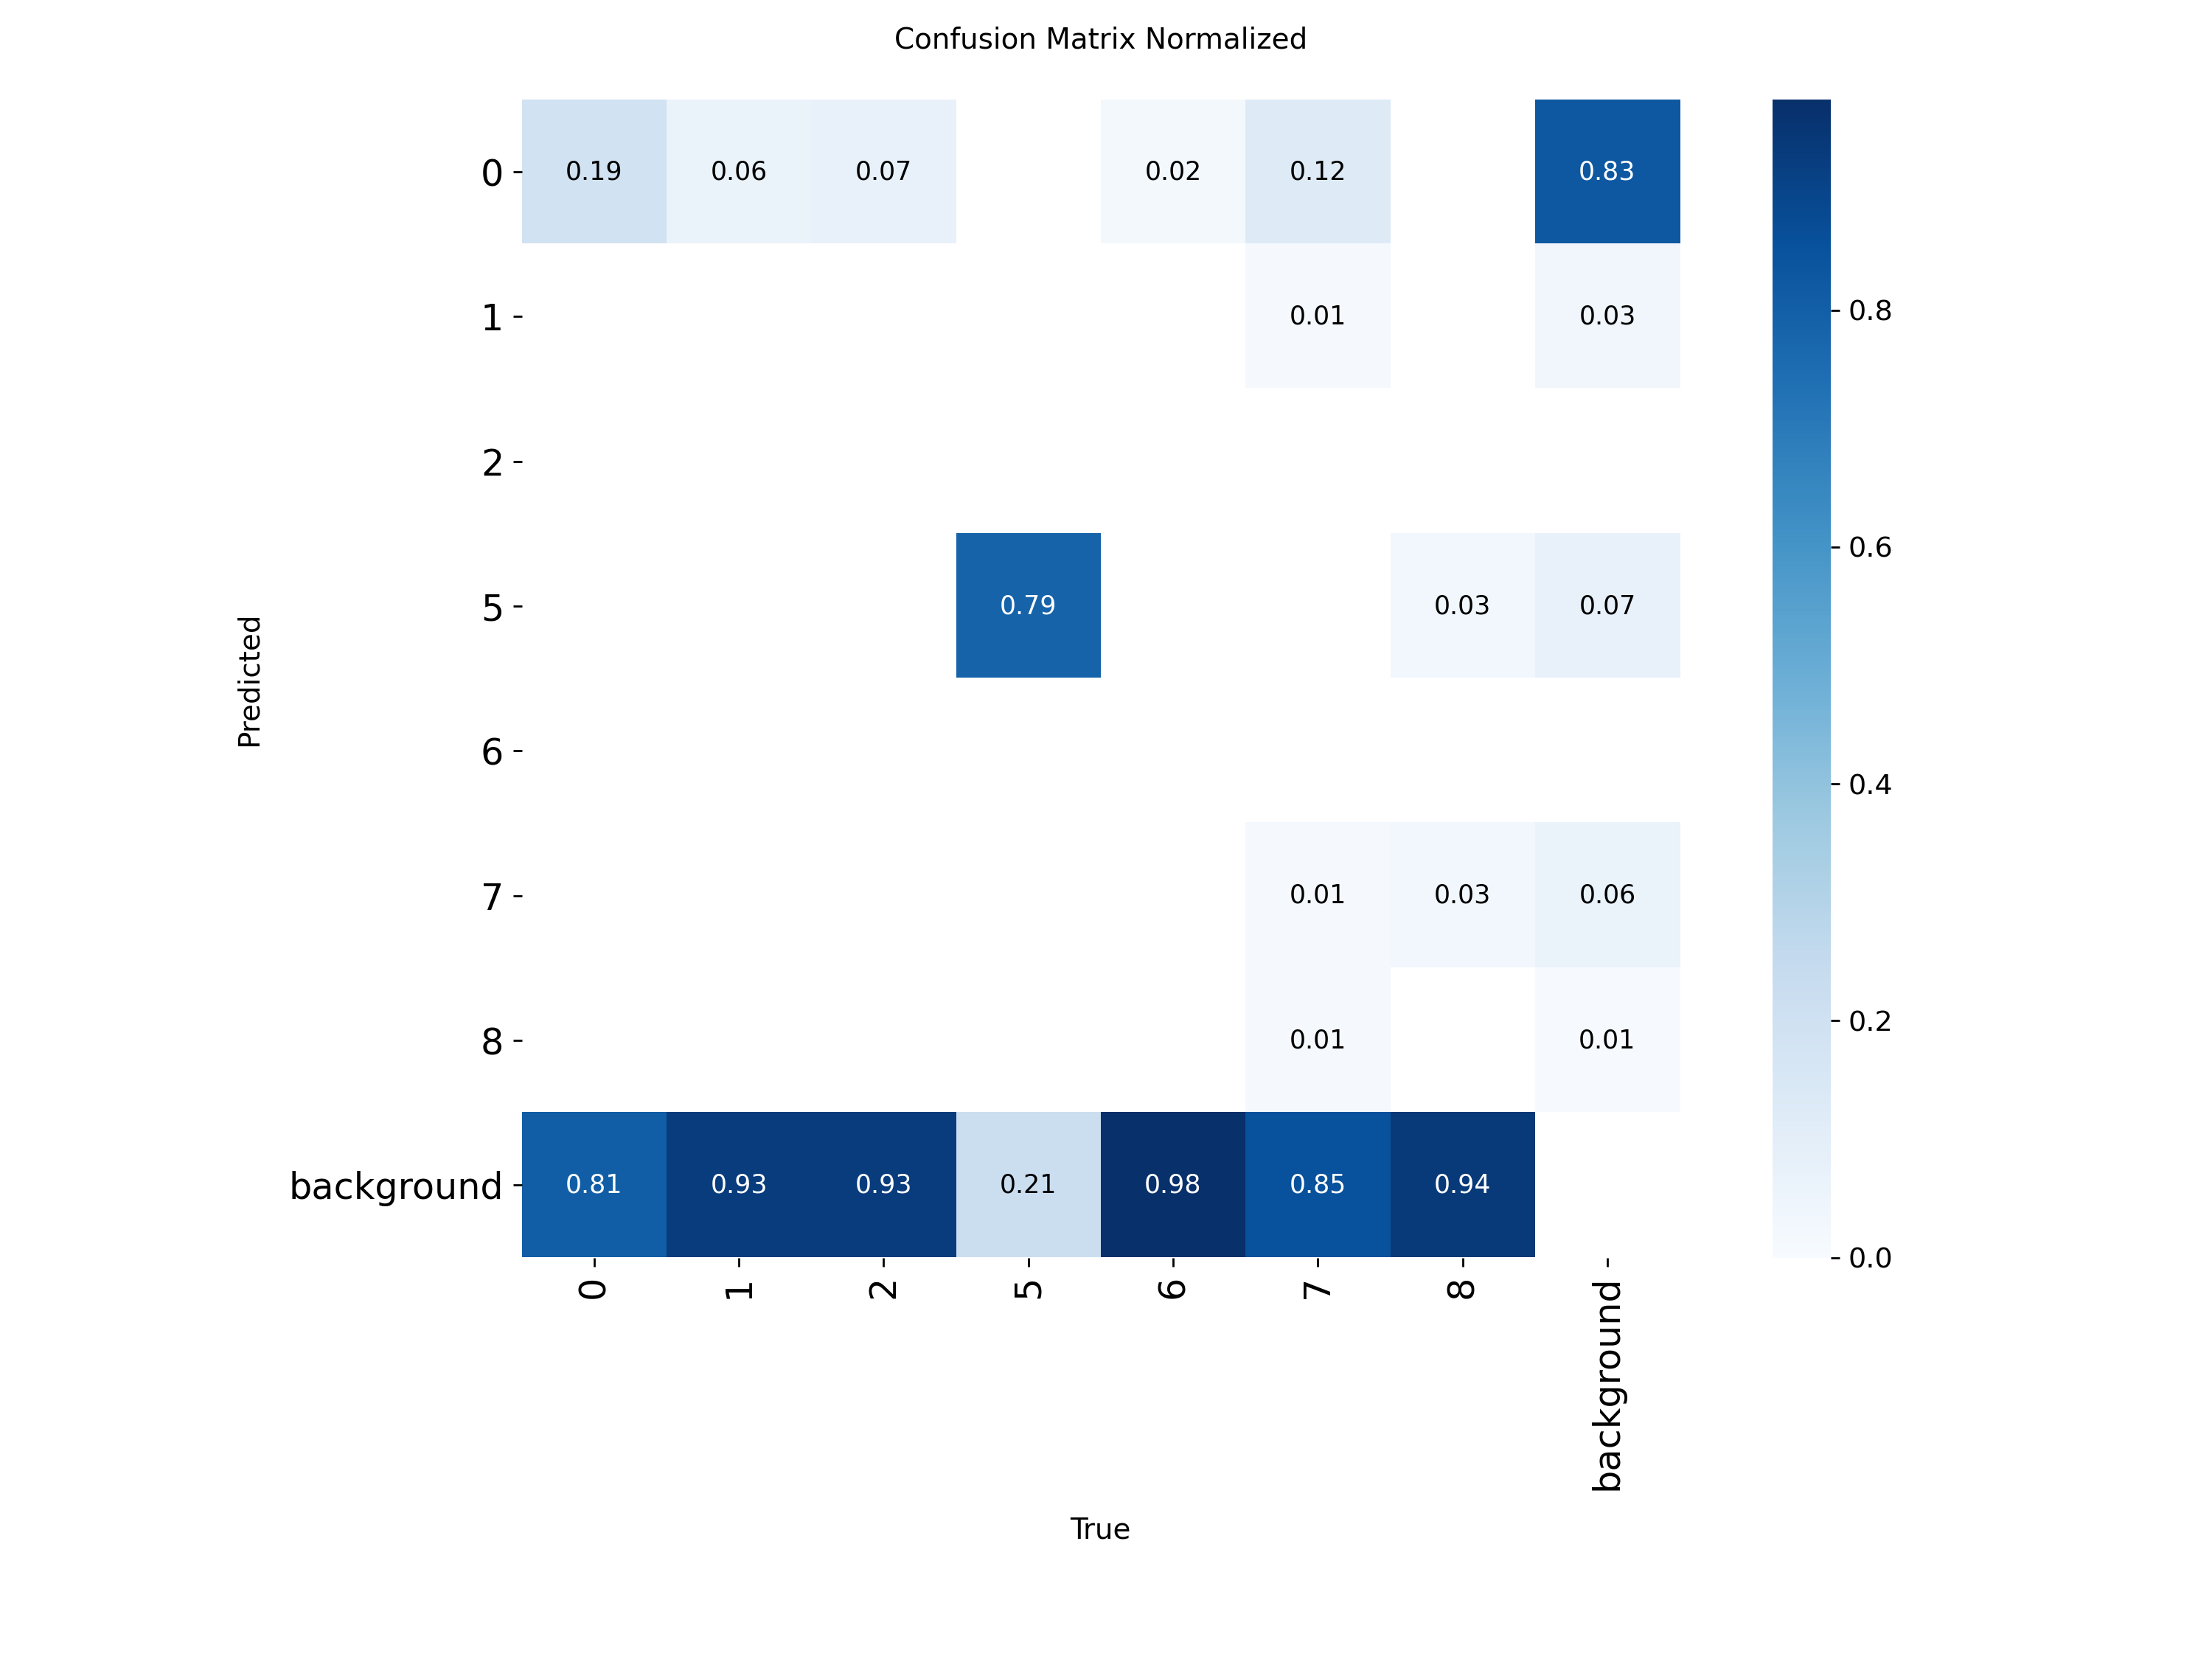 Confusion Matrix Normalized
0 0.19 0.06 0.07 0.02 0.12 0.83
1 0.01 0.03 0.8
2
5 0.79 0.03 0.07 0.6
Predicted
6 0.4
7 0.01 0.03 0.06
8 0.01 0.01 0.2
background 0.81 0.93 0.93 0.21 0.98 0.85 0.94
0.0
0 1 2 5 6 7 8 background
True